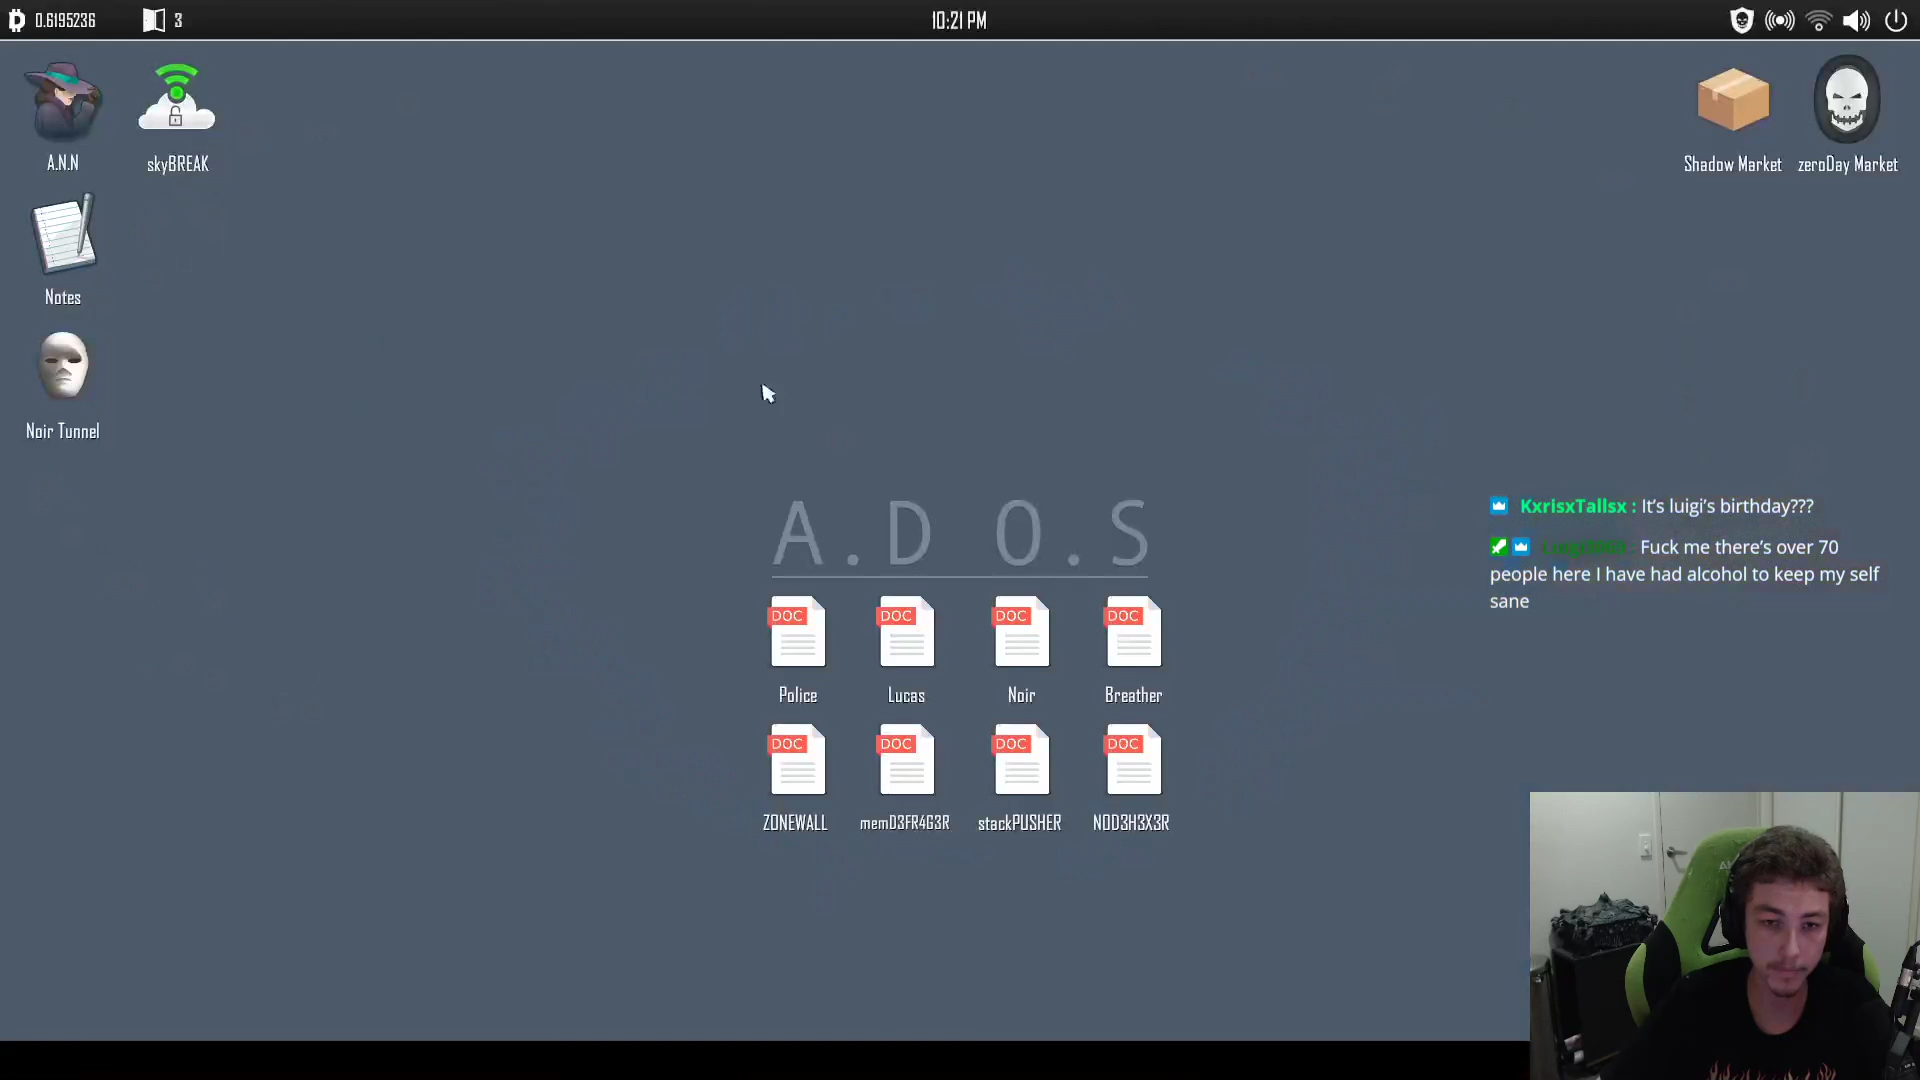 0.6195236
3
10:21 PM
A.N.N
skyBREAK
Shadow Market
zeroDay Market
Notes
Noir Tunnel
KxrisxTallsx : It's luigi's birthday???
: Fuck me there's over 70
people here I have had alcohol to keep my self
sane
A.D O.S
DOC
DOC
DOC
DOC
Police
Lucas
Noir
Breather
DOC
DOC
DOC
DOC
ZONEWALL
memD3FR4G3R
stackPUSHER
NOD3H3X3R